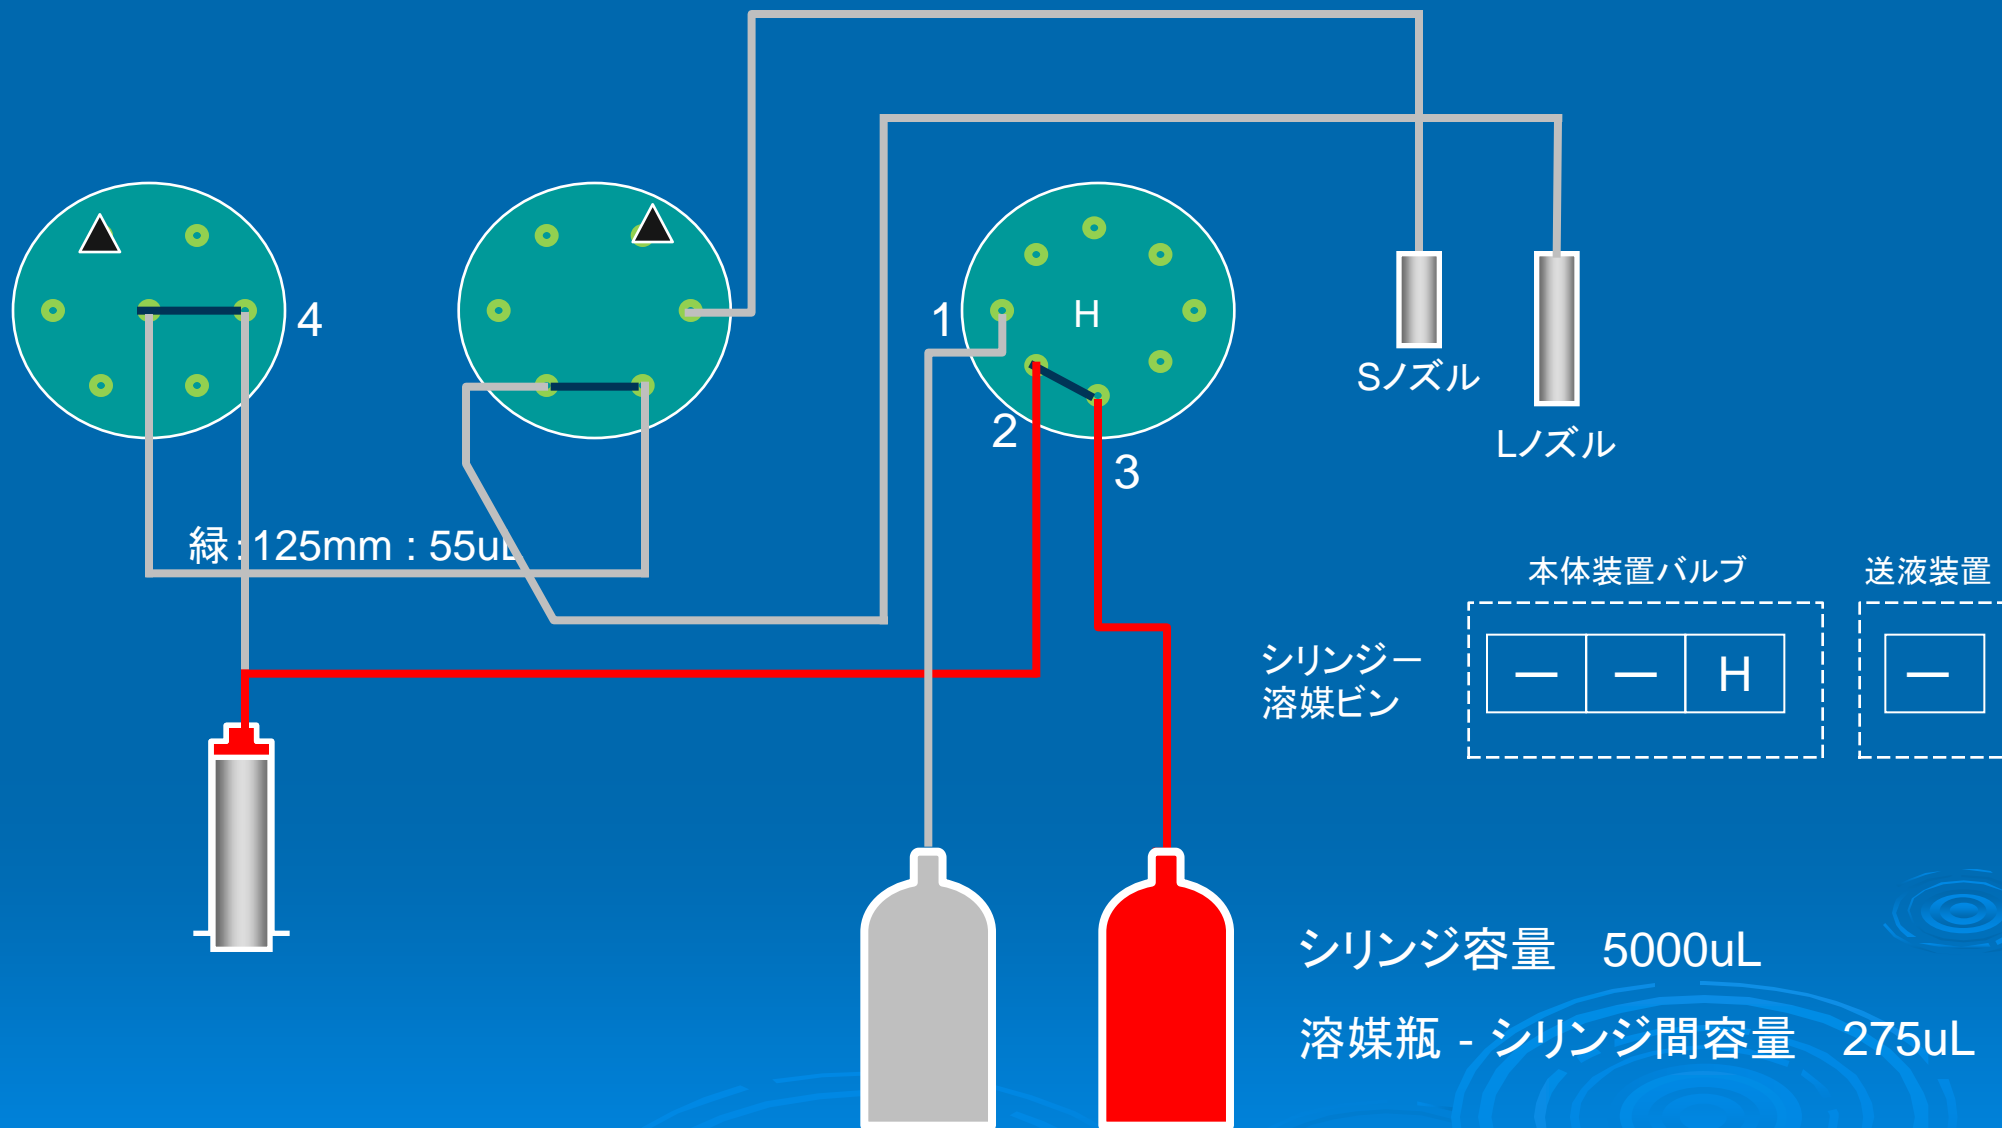 4
1
H
2
3
Sノズル
Lノズル
緑:125mm : 55uL
本体装置バルブ
送液装置
シリンジー
溶媒ビン
ー ー H
ー
シリンジ容量 5000uL
溶媒瓶 - シリンジ間容量 275uL